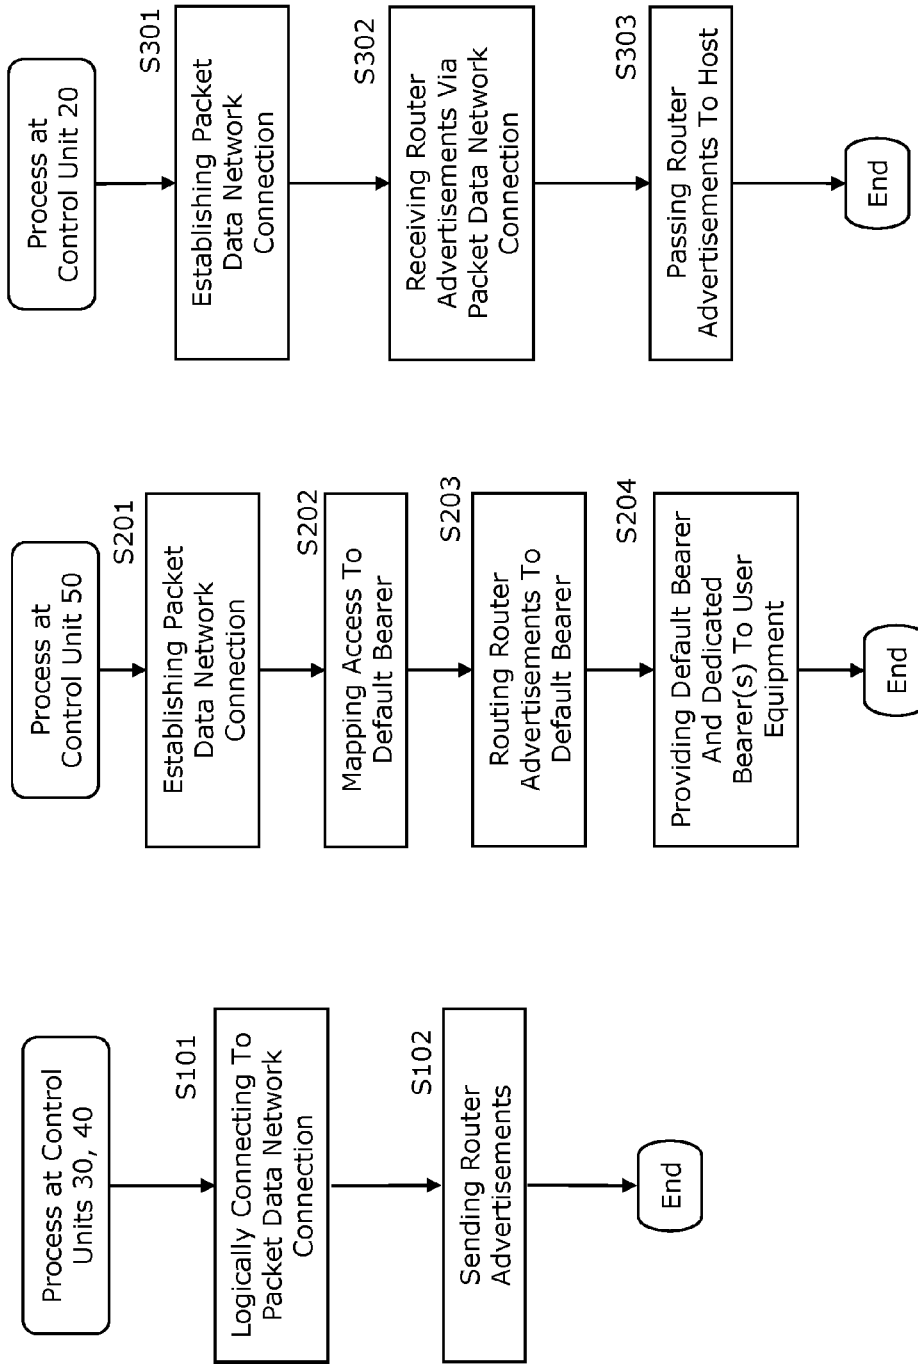 Process at Control
Units 30, 40
S101
Logically Connecting To
Packet Data Network
Connection
S102
Sending Router
Advertisements
End
Process at
Control Unit 50
S201
Establishing Packet
Data Network
Connection
S202
Mapping Access To
Default Bearer
S203
Routing Router
Advertisements To
Default Bearer
S204
Providing Default Bearer
And Dedicated
Bearer(s) To User
Equipment
End
Process at
Control Unit 20
S301
Establishing Packet
Data Network
Connection
S302
Receiving Router
Advertisements Via
Packet Data Network
Connection
S303
Passing Router
Advertisements To Host
End